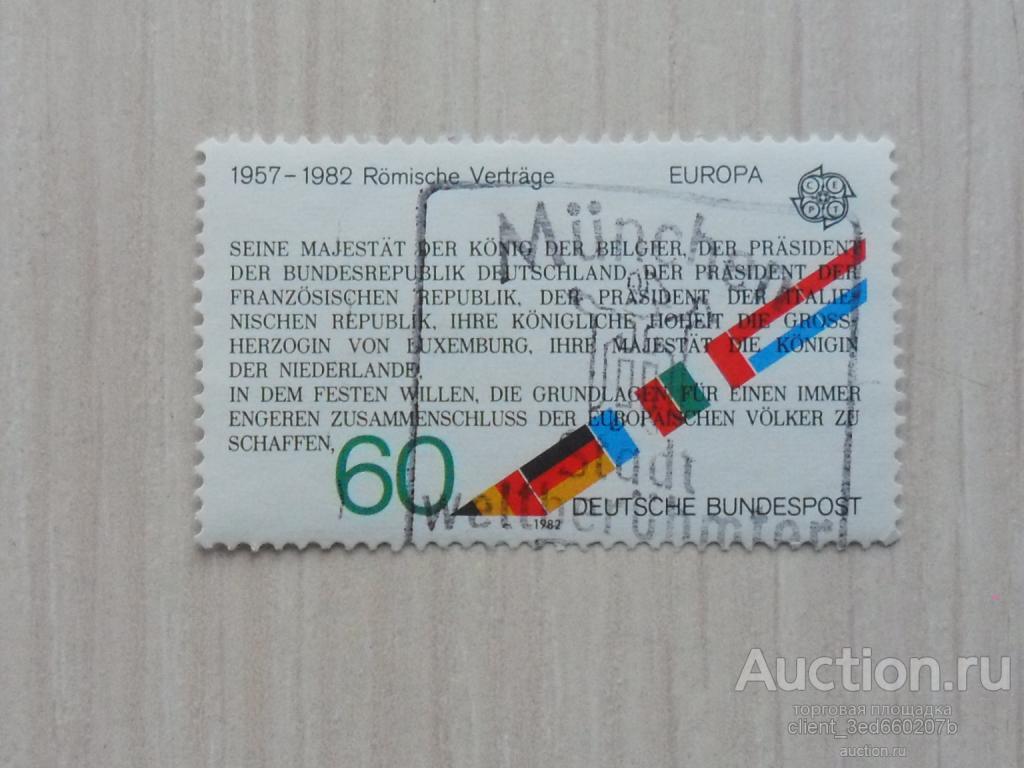 1957 – 1982 Römische Verträge EUROPA CEPT
SEINE MAJESTÄT DER KÖNIG DER BELGIER, DER PRÄSIDENT
DER BUNDESREPUBLIK DEUTSCHLAND, DER PRÄSIDENT DER
FRANZÖSISCHEN REPUBLIK, DER PRÄSIDENT DER ITALIE-
NISCHEN REPUBLIK, IHRE KÖNIGLICHE HOHEIT DIE GROSS-
HERZOGIN VON LUXEMBURG, IHRE MAJESTÄT DIE KÖNIGIN
DER NIEDERLANDE,
IN DEM FESTEN WILLEN, DIE GRUNDLAGEN FÜR EINEN IMMER
ENGEREN ZUSAMMENSCHLUSS DER EUROPÄISCHEN VÖLKER ZU
SCHAFFEN,
60
DEUTSCHE BUNDESPOST
1982
München
Stadt
weltberühmter
Auction.ru
торговая площадка
client_3ed660207b
auction.ru